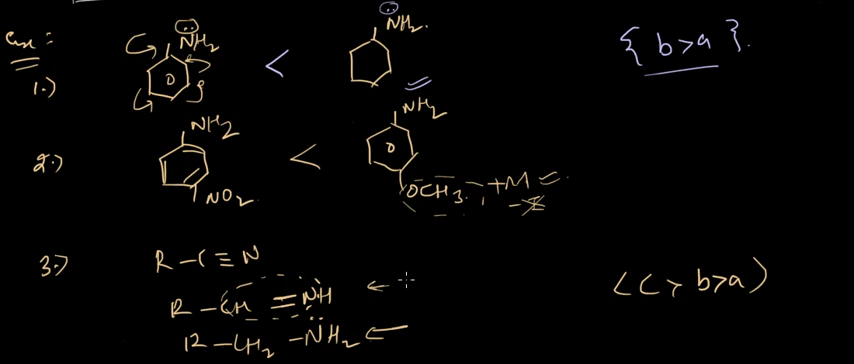 Ex :
1.) NH₂ < NH₂ { b>a }.
2.) NH₂ < NH₂
NO₂ OCH₃ +M
-I
3.) R-C≡N
R-CH=NH ←
R-CH₂-NH₂ ← (C > b>a)